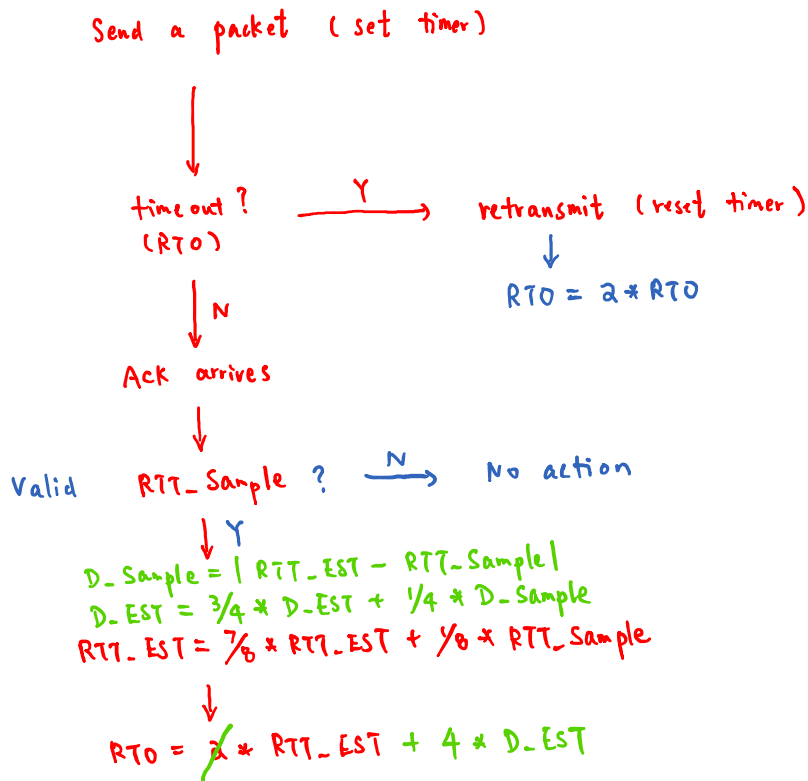 Send a packet (set timer)
timeout? Y retransmit (reset timer)
(RTO)
RTO = 2 * RTO
N
Ack arrives
Valid RTT_Sample ? N No action
Y
D_Sample = | RTT_EST - RTT_Sample|
D_EST = 3/4 * D_EST + 1/4 * D_Sample
RTT_EST = 7/8 * RTT_EST + 1/8 * RTT_Sample
RTO = 2 * RTT_EST + 4 * D_EST